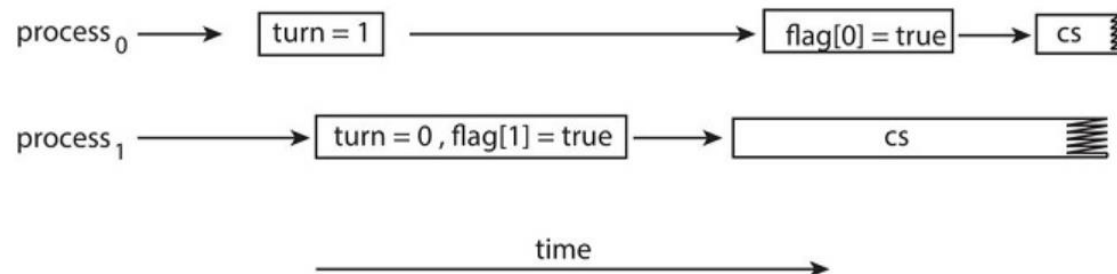 process0 turn = 1 flag[0] = true cs
process1 turn = 0 , flag[1] = true cs
time